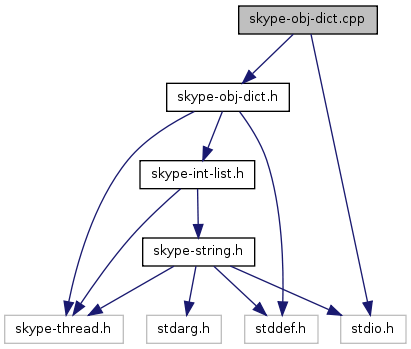 skype-obj-dict.cpp
skype-obj-dict.h
skype-int-list.h
skype-string.h
skype-thread.h
stdarg.h
stddef.h
stdio.h